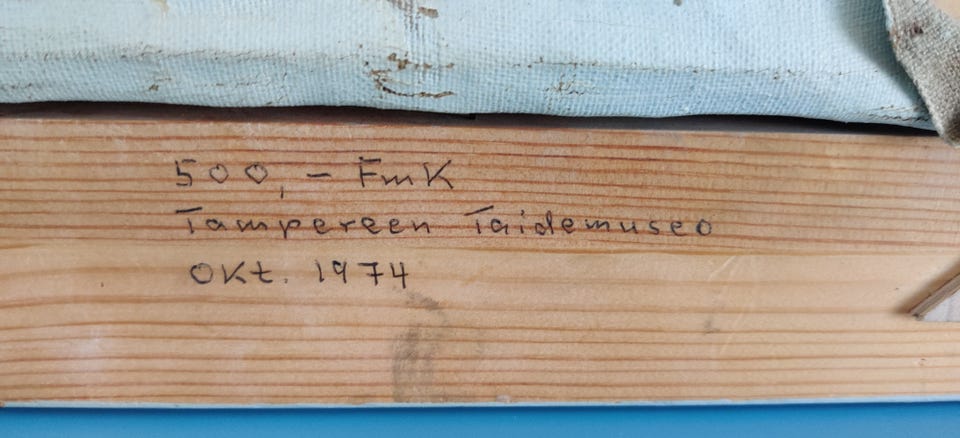 500,- Fmk
Tampereen Taidemuseo
Okt. 1974